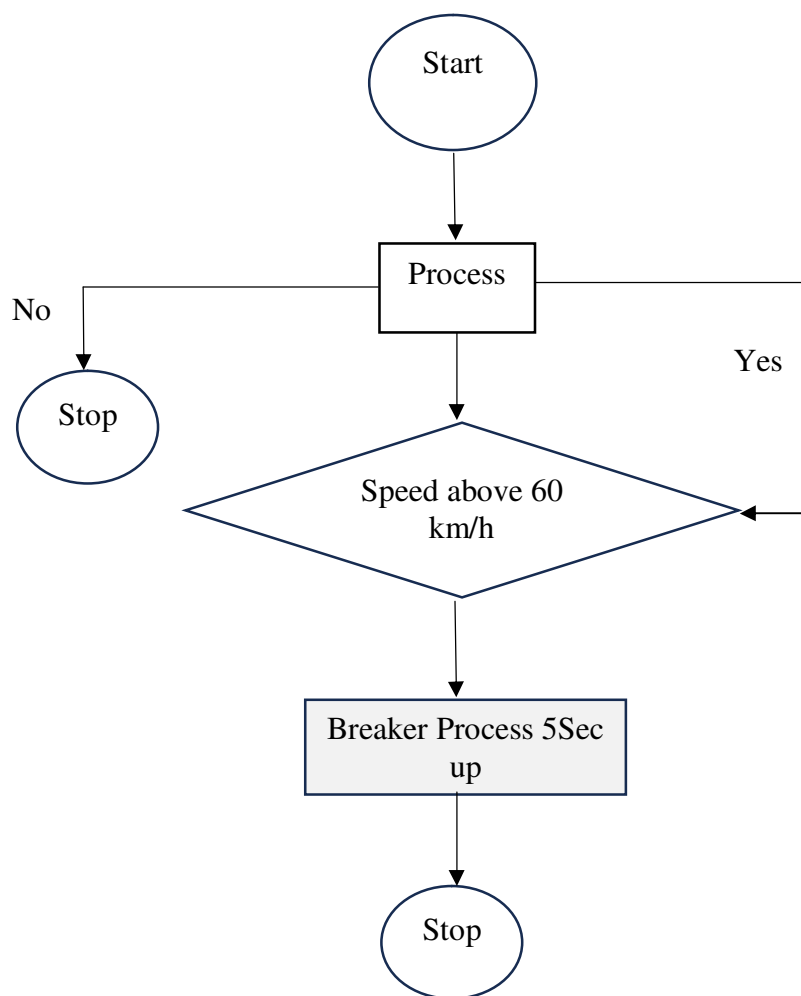 Start
Process
No
Yes
Stop
Speed above 60
km/h
Breaker Process 5Sec
up
Stop